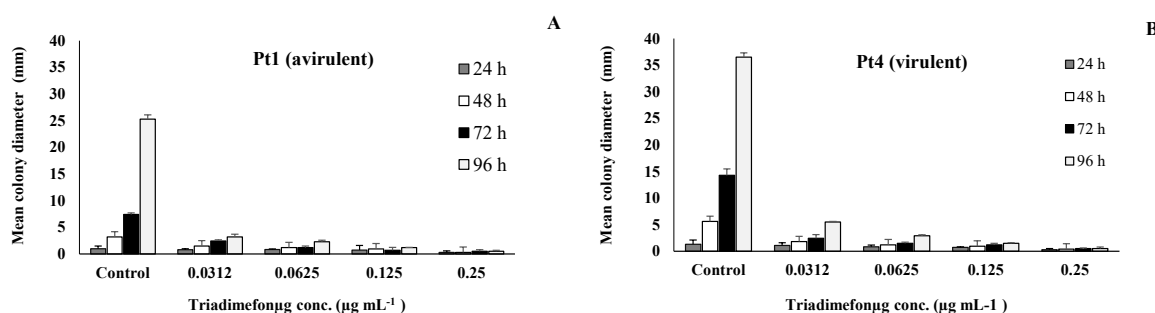 A
Pt1 (avirulent)
Mean colony diameter (mm)
40
35
30
25
20
15
10
5
0
24 h
48 h
72 h
96 h
Control 0.0312 0.0625 0.125 0.25
Triadimefonµg conc. (µg mL-1 )
B
Pt4 (virulent)
Mean colony diameter (mm)
40
35
30
25
20
15
10
5
0
24 h
48 h
72 h
96 h
Control 0.0312 0.0625 0.125 0.25
Triadimefonµg conc. (µg mL-1 )